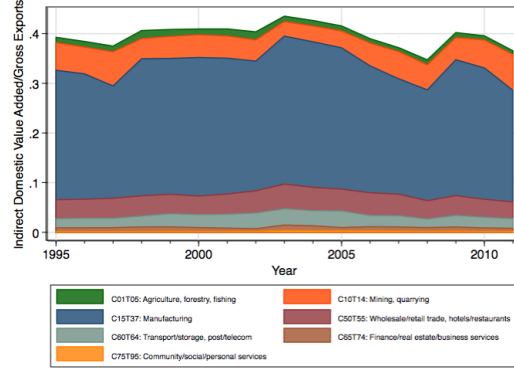 Indirect Domestic Value Added/Gross Exports
.4
.3
.2
.1
0
1995 2000 2005 2010
Year
C01T05: Agriculture, forestry, fishing
C10T14: Mining, quarrying
C15T37: Manufacturing
C50T55: Wholesale/retail trade, hotels/restaurants
C60T64: Transport/storage, post/telecom
C65T74: Finance/real estate/business services
C75T95: Community/social/personal services